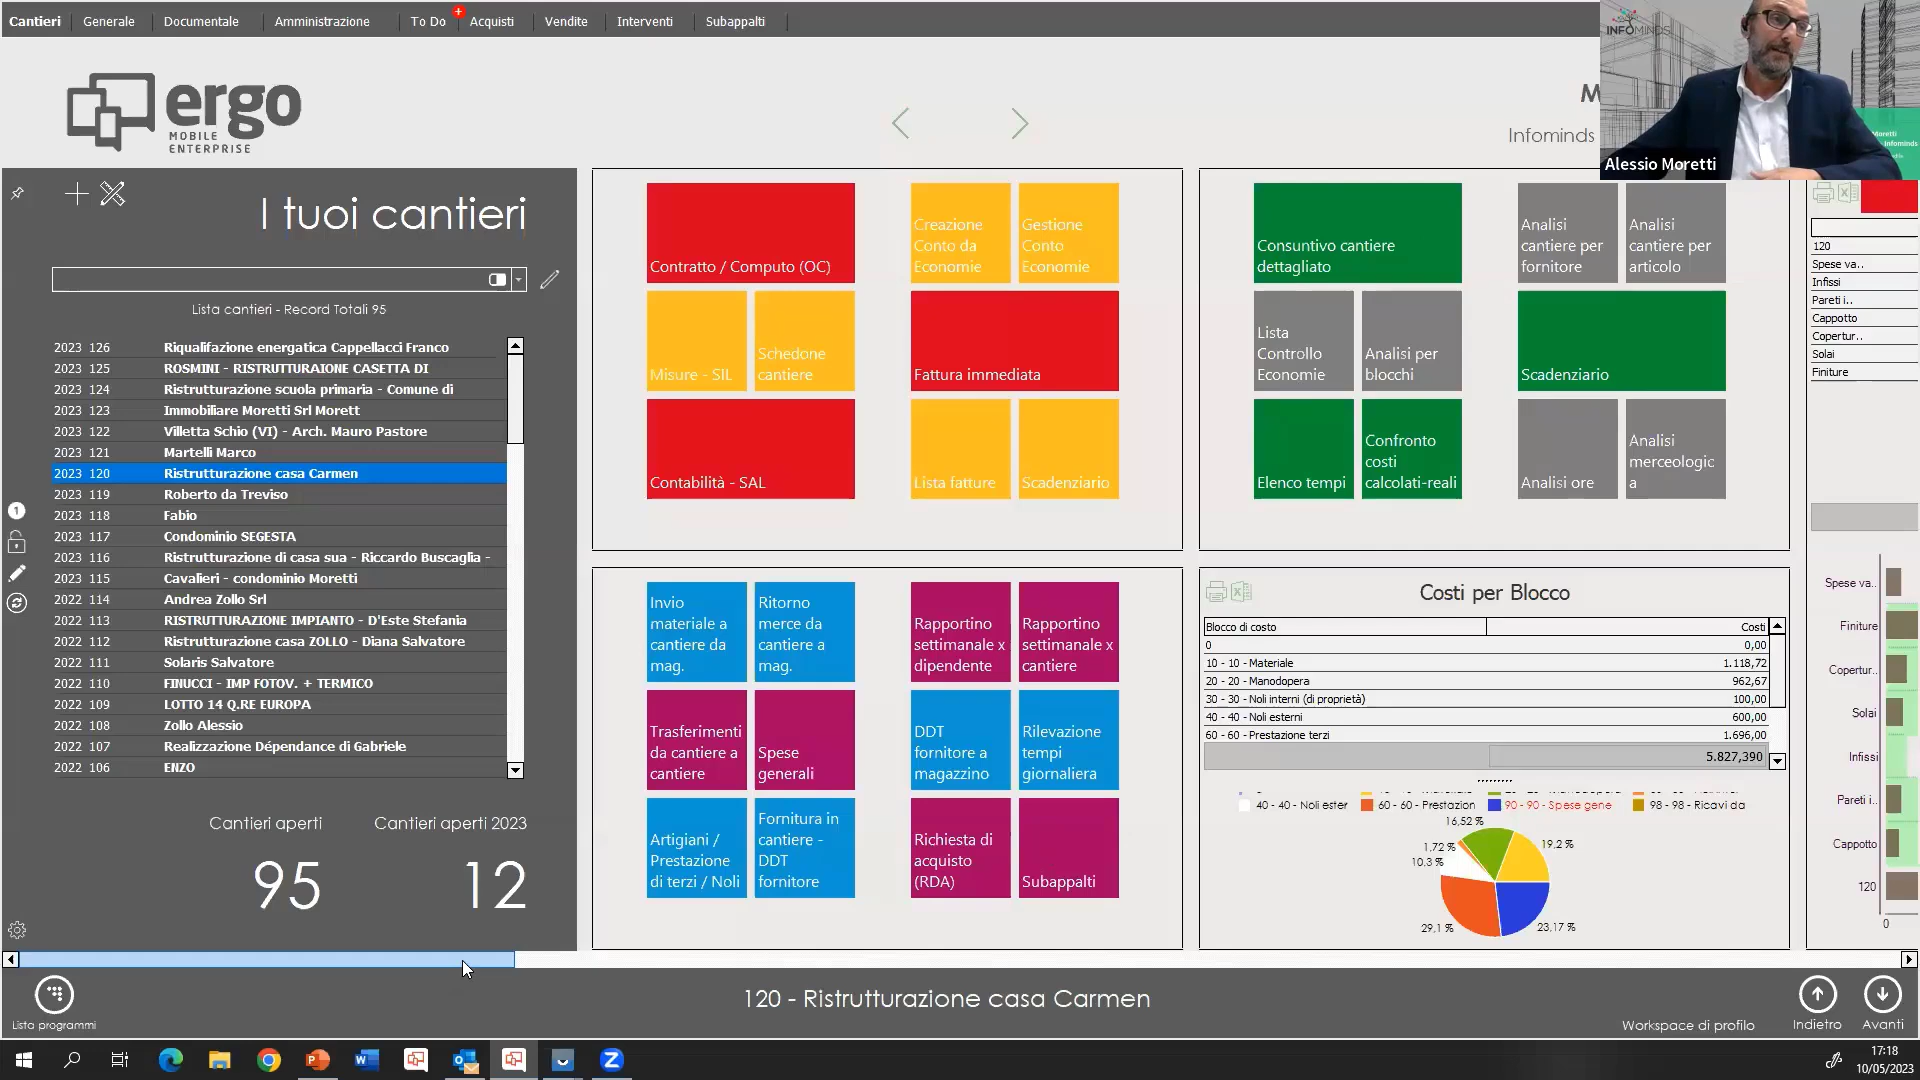 Cantieri Generale Documentale Amministrazione To Do Acquisti Vendite Interventi Subappalti
INFOMINDS
ergo
MOBILE
ENTERPRISE
M
Infominds
Moretti
Infominds
Alessio Moretti
I tuoi cantieri
Lista cantieri - Record Totali 95
2023 126 Riqualifazione energatica Cappellacci Franco
2023 125 ROSMINI - RISTRUTTURAIONE CASETTA DI
2023 124 Ristrutturazione scuola primaria - Comune di
2023 123 Immobiliare Moretti Srl Morett
2023 122 Villetta Schio (VI) - Arch. Mauro Pastore
2023 121 Martelli Marco
2023 120 Ristrutturazione casa Carmen
2023 119 Roberto da Treviso
2023 118 Fabio
2023 117 Condominio SEGESTA
2023 116 Ristrutturazione di casa sua - Riccardo Buscaglia -
2023 115 Cavalieri - condominio Moretti
2022 114 Andrea Zollo Srl
2022 113 RISTRUTTURAZIONE IMPIANTO - D'Este Stefania
2022 112 Ristrutturazione casa ZOLLO - Diana Salvatore
2022 111 Solaris Salvatore
2022 110 FINUCCI - IMP FOTOV. + TERMICO
2022 109 LOTTO 14 Q.RE EUROPA
2022 108 Zollo Alessio
2022 107 Realizzazione Dépendance di Gabriele
2022 106 ENZO
1
Cantieri aperti Cantieri aperti 2023
95 12
Contratto / Computo (OC)
Creazione
Conto da
Economie
Gestione
Conto
Economie
Misure - SIL
Schedone
cantiere
Fattura immediata
Contabilità - SAL
Lista fatture
Scadenziario
Consuntivo cantiere
dettagliato
Analisi
cantiere per
fornitore
Analisi
cantiere per
articolo
Lista
Controllo
Economie
Analisi per
blocchi
Scadenziario
Elenco tempi
Confronto
costi
calcolati-reali
Analisi ore
Analisi
merceologic
a
Invio
materiale a
cantiere da
mag.
Ritorno
merce da
cantiere a
mag.
Rapportino
settimanale x
dipendente
Rapportino
settimanale x
cantiere
Trasferimenti
da cantiere a
cantiere
Spese
generali
DDT
fornitore a
magazzino
Rilevazione
tempi
giornaliera
Artigiani /
Prestazione
di terzi / Noli
Fornitura in
cantiere -
DDT
fornitore
Richiesta di
acquisto
(RDA)
Subappalti
Costi per Blocco
Blocco di costo Costi
0 0,00
10 - 10 - Materiale 1.118,72
20 - 20 - Manodopera 962,67
30 - 30 - Noli interni (di proprietà) 100,00
40 - 40 - Noli esterni 600,00
60 - 60 - Prestazione terzi 1.696,00
5.827,390
40 - 40 - Noli ester 60 - 60 - Prestazion 90 - 90 - Spese gene 98 - 98 - Ricavi da
16,52 %
19,2 %
1,72 %
10,3 %
29,1 %
23,17 %
120
Spese va..
Infissi
Pareti i..
Cappotto
Copertur..
Solai
Finiture
Spese va..
Finiture
Copertur..
Solai
Infissi
Pareti i..
Cappotto
120
0
Lista programmi
120 - Ristrutturazione casa Carmen
Workspace di profilo
Indietro
Avanti
17:18
10/05/2023